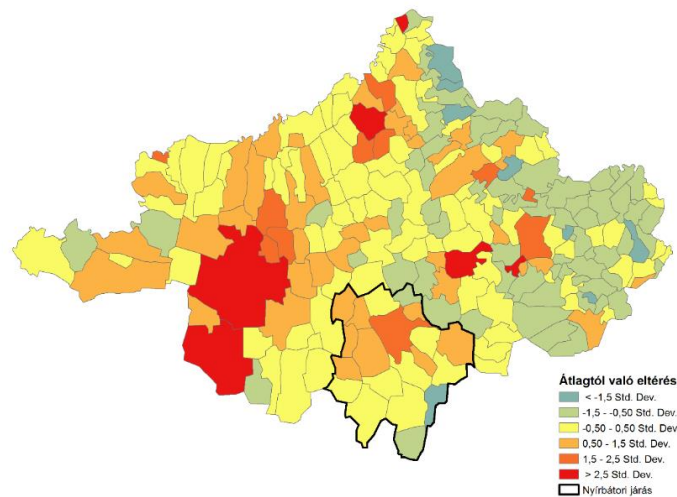 Átlagtól való eltérés
< -1,5 Std. Dev.
-1,5 - -0,50 Std. Dev.
-0,50 - 0,50 Std. Dev.
0,50 - 1,5 Std. Dev.
1,5 - 2,5 Std. Dev.
> 2,5 Std. Dev.
Nyírbátori járás